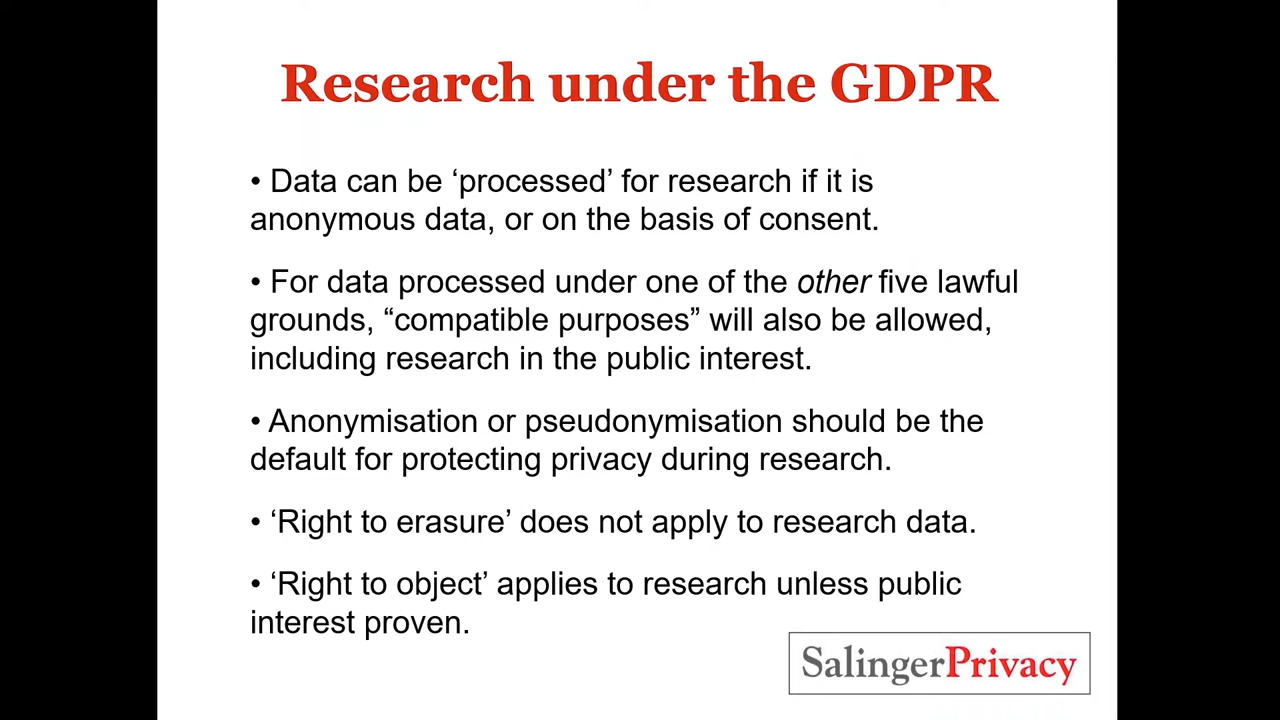 Research under the GDPR
• Data can be ‘processed’ for research if it is
anonymous data, or on the basis of consent.
• For data processed under one of the other five lawful
grounds, “compatible purposes” will also be allowed,
including research in the public interest.
• Anonymisation or pseudonymisation should be the
default for protecting privacy during research.
• ‘Right to erasure’ does not apply to research data.
• ‘Right to object’ applies to research unless public
interest proven.
SalingerPrivacy